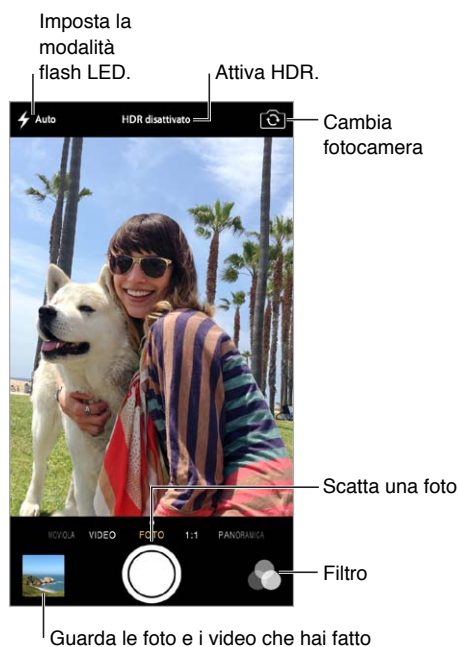 Imposta la
modalità
flash LED.
Attiva HDR.
Auto
HDR disattivato
Cambia
fotocamera
Scatta una foto
MOVIOLA VIDEO FOTO 1:1 PANORAMICA
Filtro
Guarda le foto e i video che hai fatto